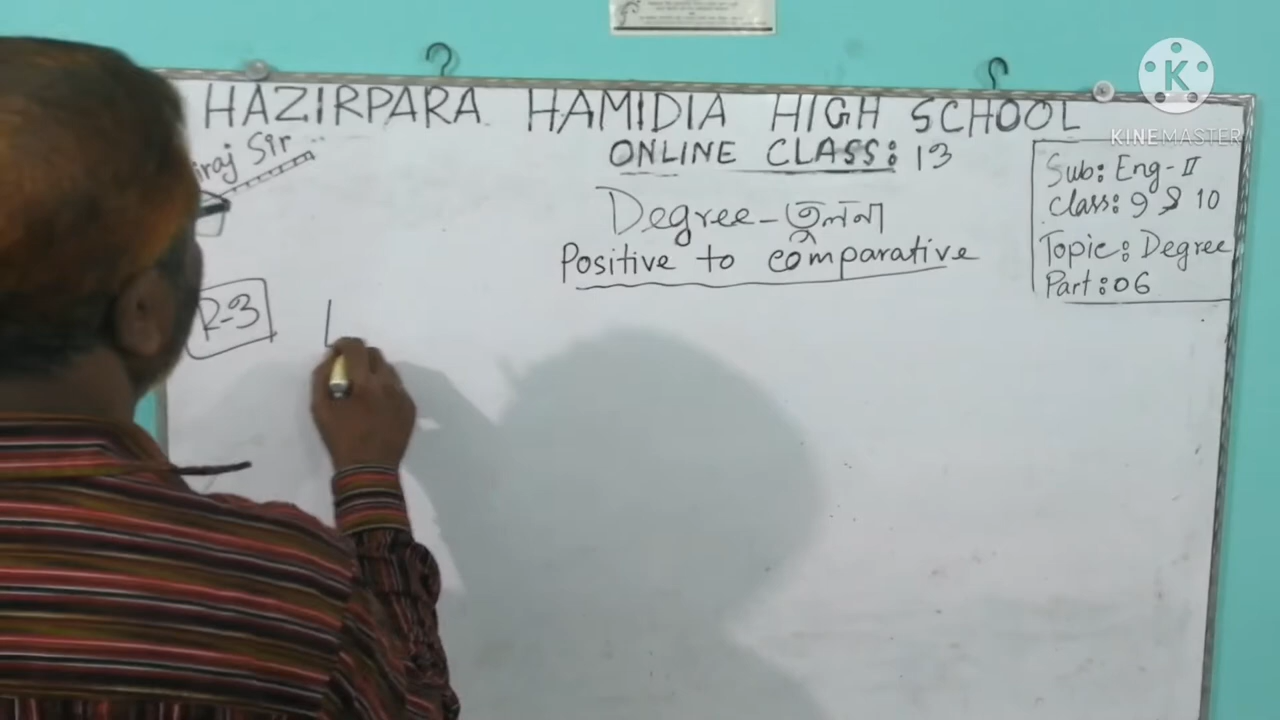 HAZIRPARA HAMIDIA HIGH SCHOOL
iraj Sir
ONLINE CLASS: 13
Degree - তুলনা
Positive to comparative
Sub: Eng-II
Class: 9 & 10
Topic: Degree
Part: 06
R-3
K
KINEMASTER